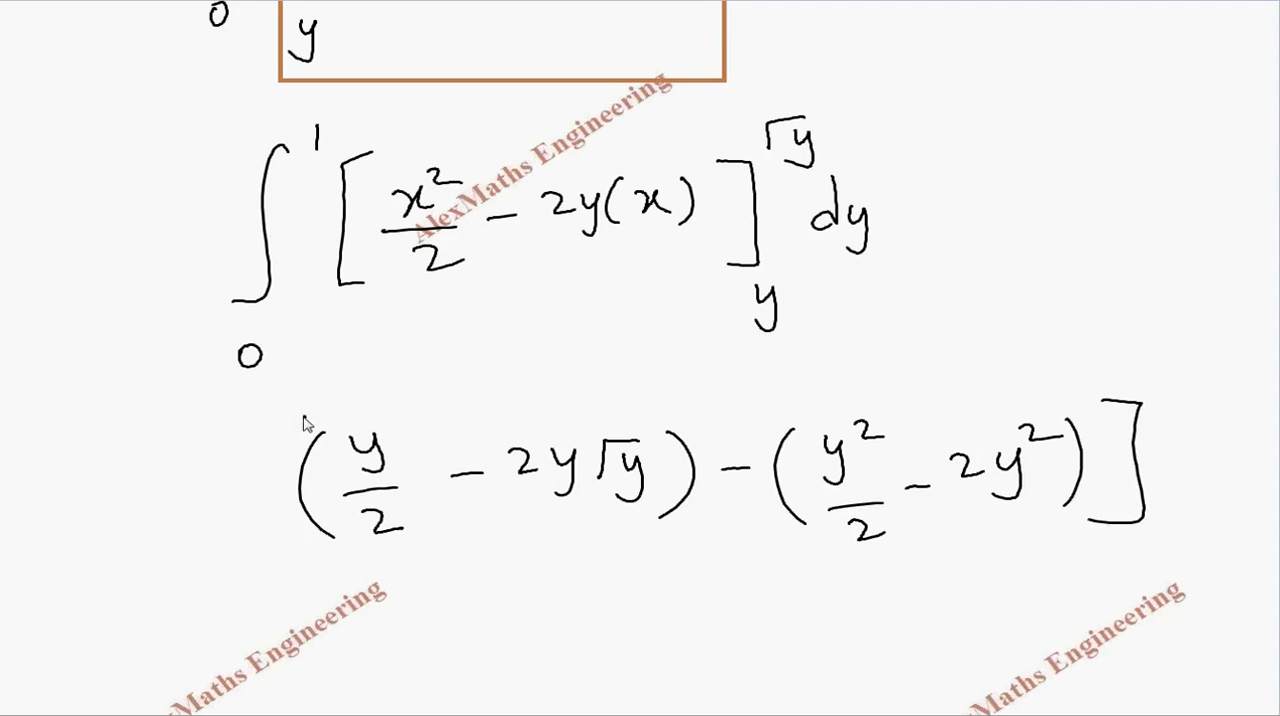 0 y
∫₀¹ [x²/2 - 2y(x)]_y^√y dy
(y/2 - 2y√y) - (y²/2 - 2y²)]
AlexMaths Engineering
Maths Engineering
Maths Engineering